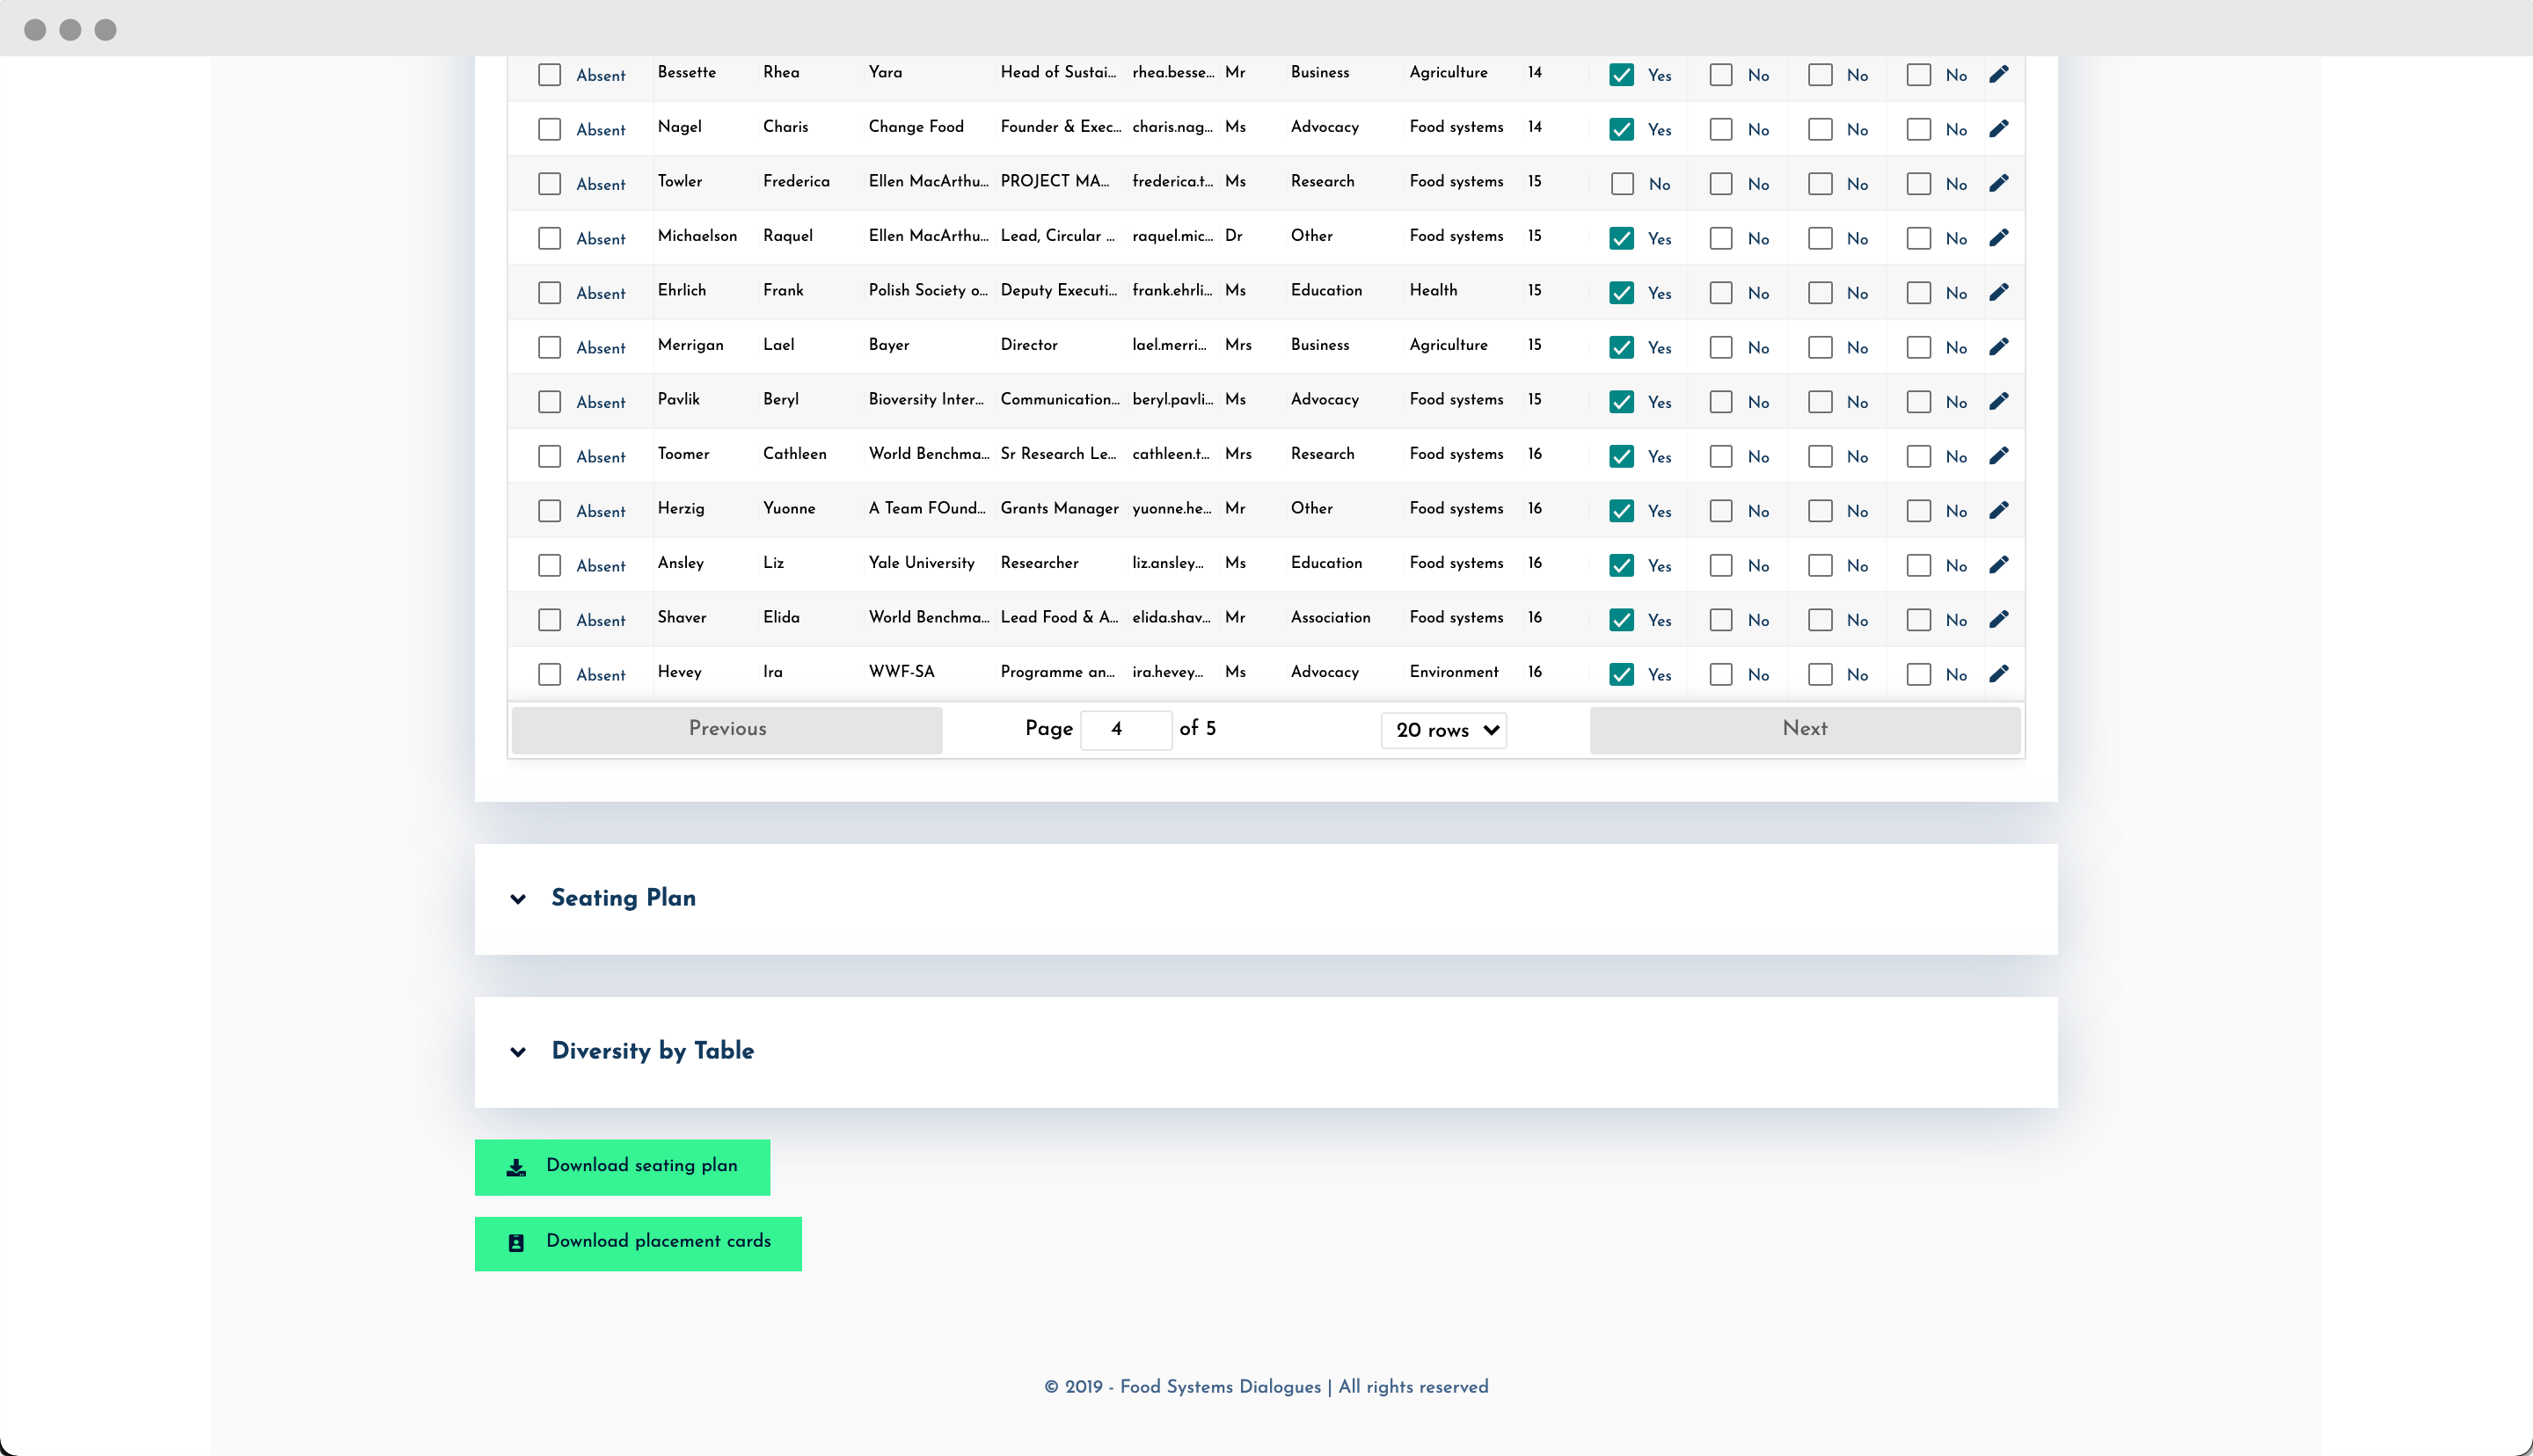 Absent Bessette Rhea Yara Head of Sustai... rhea.besse... Mr Business Agriculture 14 Yes No No No
Absent Nagel Charis Change Food Founder & Exec... charis.nag... Ms Advocacy Food systems 14 Yes No No No
Absent Towler Frederica Ellen MacArthu... PROJECT MA... frederica.t... Ms Research Food systems 15 No No No No
Absent Michaelson Raquel Ellen MacArthu... Lead, Circular ... raquel.mic... Dr Other Food systems 15 Yes No No No
Absent Ehrlich Frank Polish Society o... Deputy Executi... frank.ehrli... Ms Education Health 15 Yes No No No
Absent Merrigan Lael Bayer Director lael.merri... Mrs Business Agriculture 15 Yes No No No
Absent Pavlik Beryl Bioversity Inter... Communication... beryl.pavli... Ms Advocacy Food systems 15 Yes No No No
Absent Toomer Cathleen World Benchma... Sr Research Le... cathleen.t... Mrs Research Food systems 16 Yes No No No
Absent Herzig Yuonne A Team FOund... Grants Manager yuonne.he... Mr Other Food systems 16 Yes No No No
Absent Ansley Liz Yale University Researcher liz.ansley... Ms Education Food systems 16 Yes No No No
Absent Shaver Elida World Benchma... Lead Food & A... elida.shav... Mr Association Food systems 16 Yes No No No
Absent Hevey Ira WWF-SA Programme an... ira.hevey... Ms Advocacy Environment 16 Yes No No No
Previous Page 4 of 5 20 rows Next
Seating Plan
Diversity by Table
Download seating plan
Download placement cards
© 2019 - Food Systems Dialogues | All rights reserved